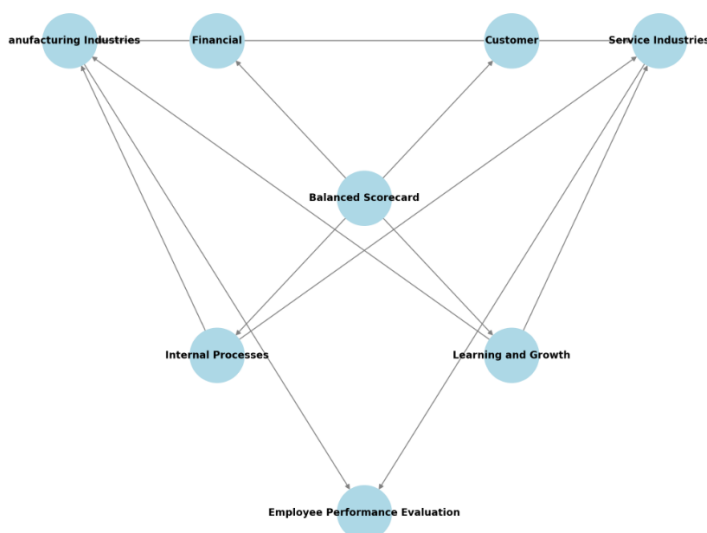 anufacturing Industries
Financial
Customer
Service Industries
Balanced Scorecard
Internal Processes
Learning and Growth
Employee Performance Evaluation